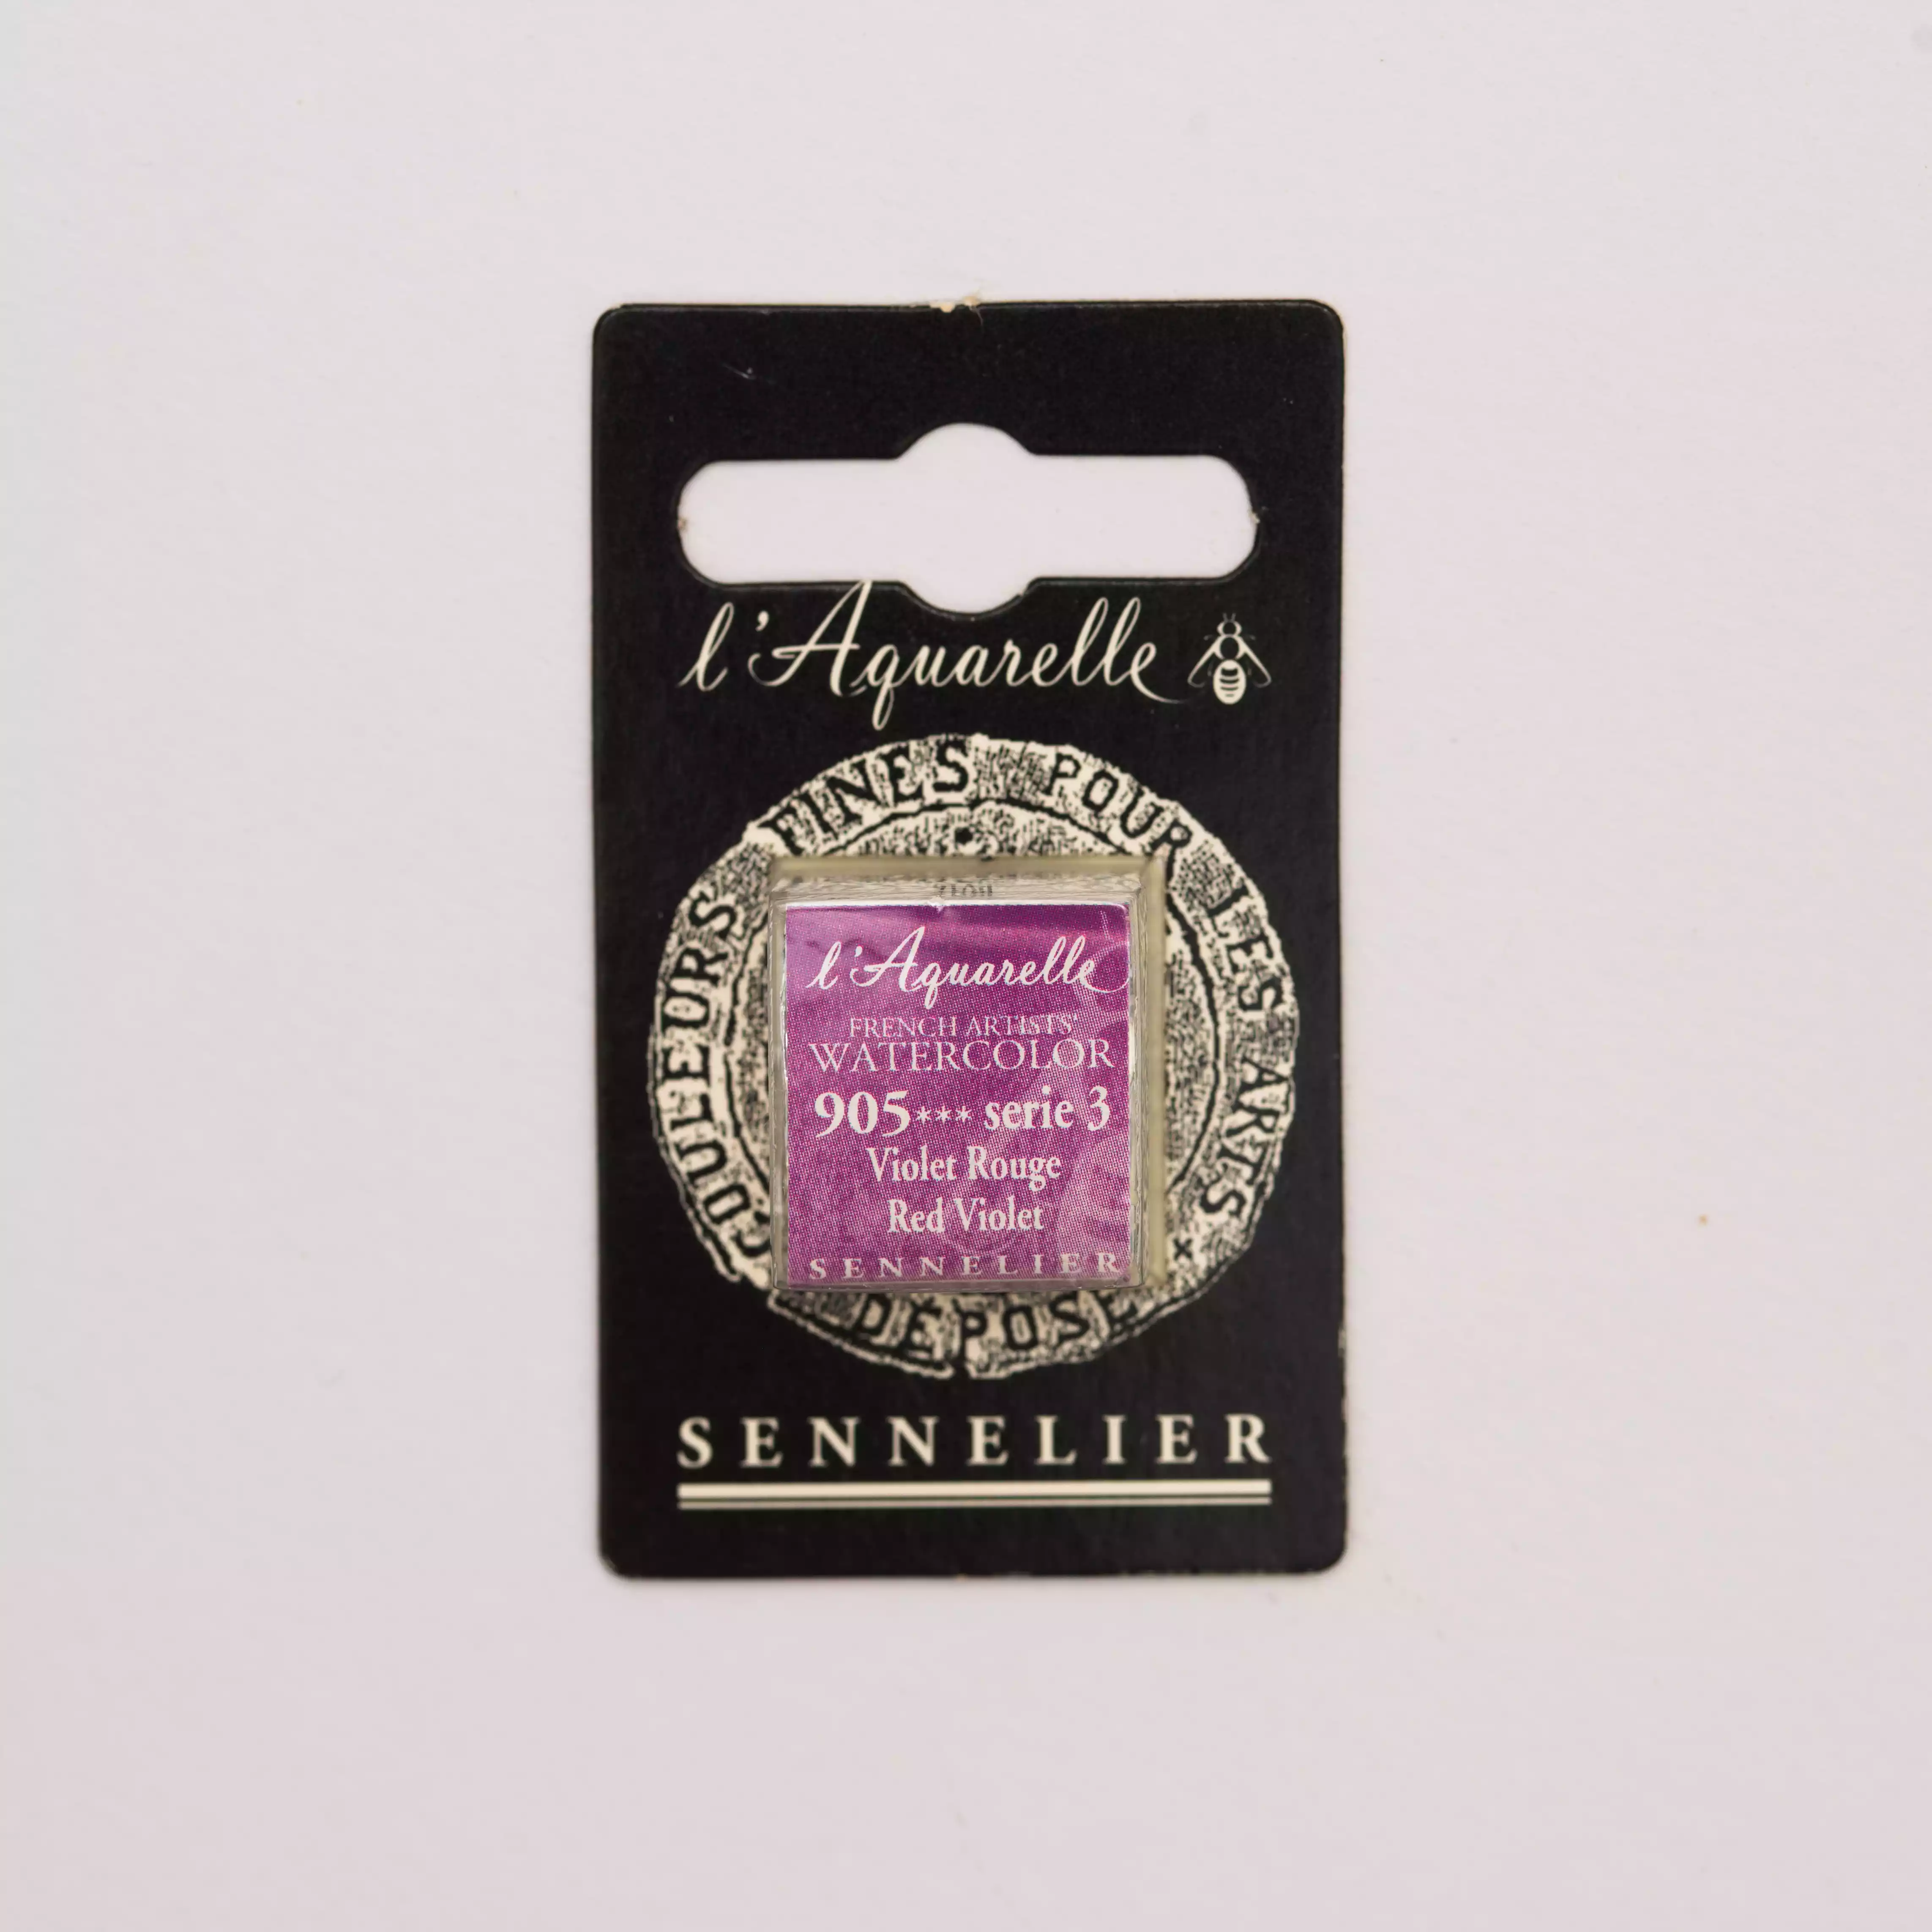 l'Aquarelle
COULEURS FINES POUR LES ARTS
DÉPOSÉ
l'Aquarelle
FRENCH ARTISTS'
WATERCOLOR
905*** serie 3
Violet Rouge
Red Violet
SENNELIER
SENNELIER